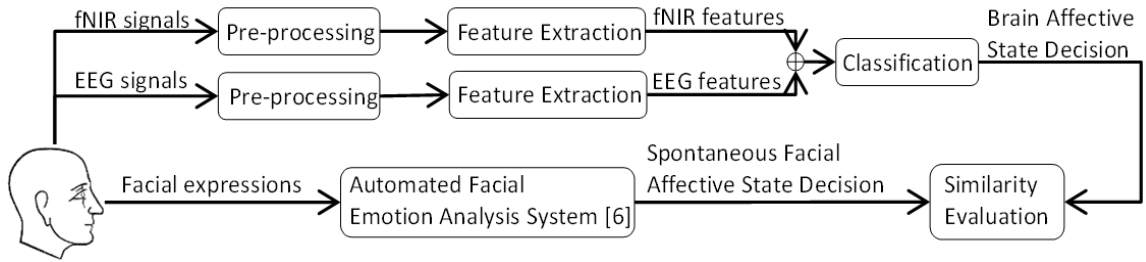 fNIR signals
Pre-processing
Feature Extraction
fNIR features
Brain Affective
State Decision
EEG signals
Pre-processing
Feature Extraction
EEG features
Classification
Facial expressions
Automated Facial
Emotion Analysis System [6]
Spontaneous Facial
Affective State Decision
Similarity
Evaluation